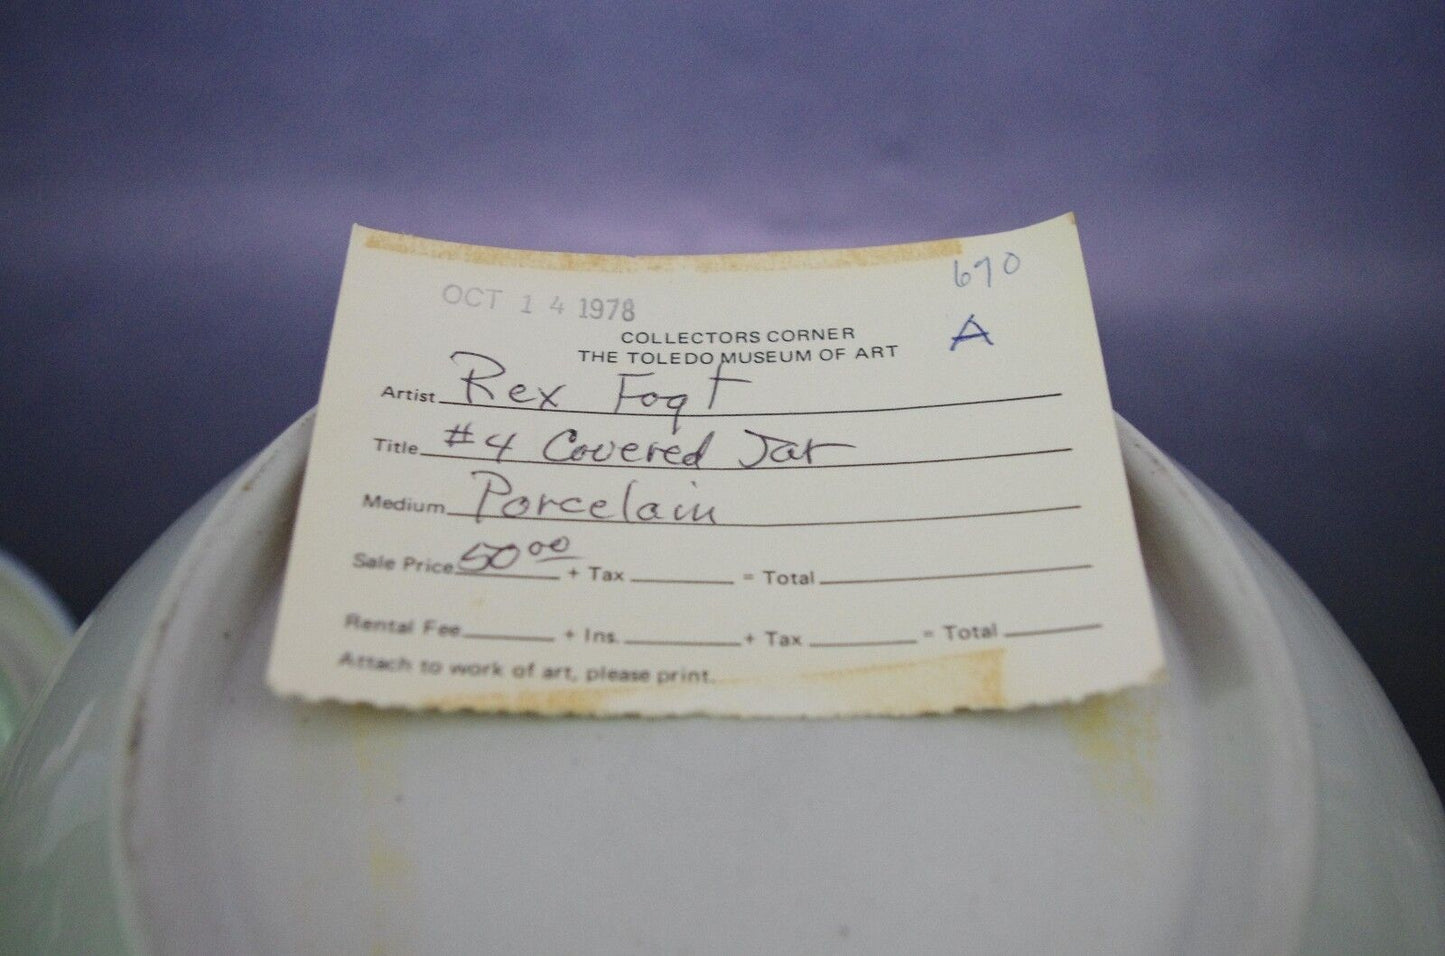 OCT 14 1978
690
COLLECTORS CORNER
A
THE TOLEDO MUSEUM OF ART
Artist Rex Fogt
Title #4 Covered Jar
Medium Porcelain
Sale Price 50 00 + Tax = Total
Rental Fee + Ins. + Tax = Total
Attach to work of art, please print.